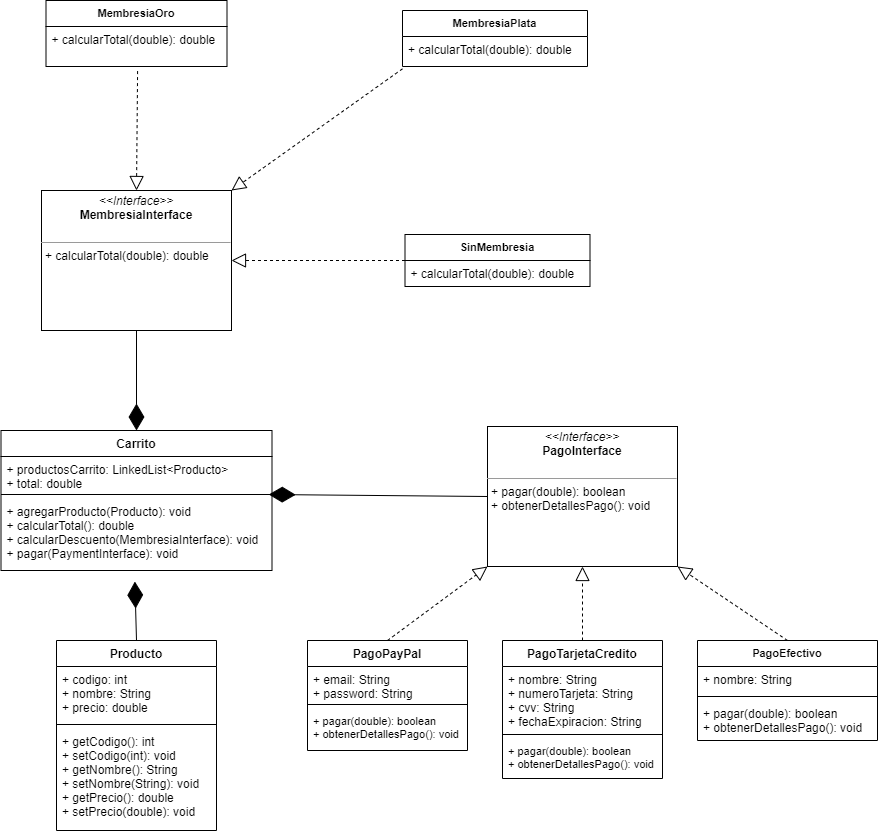 MembresiaOro
+ calcularTotal(double): double
MembresiaPlata
+ calcularTotal(double): double
<<Interface>>
MembresiaInterface
+ calcularTotal(double): double
SinMembresia
+ calcularTotal(double): double
Carrito
+ productosCarrito: LinkedList<Producto>
+ total: double
+ agregarProducto(Producto): void
+ calcularTotal(): double
+ calcularDescuento(MembresiaInterface): void
+ pagar(PaymentInterface): void
<<Interface>>
PagoInterface
+ pagar(double): boolean
+ obtenerDetallesPago(): void
Producto
+ codigo: int
+ nombre: String
+ precio: double
+ getCodigo(): int
+ setCodigo(int): void
+ getNombre(): String
+ setNombre(String): void
+ getPrecio(): double
+ setPrecio(double): void
PagoPayPal
+ email: String
+ password: String
+ pagar(double): boolean
+ obtenerDetallesPago(): void
PagoTarjetaCredito
+ nombre: String
+ numeroTarjeta: String
+ cvv: String
+ fechaExpiracion: String
+ pagar(double): boolean
+ obtenerDetallesPago(): void
PagoEfectivo
+ nombre: String
+ pagar(double): boolean
+ obtenerDetallesPago(): void